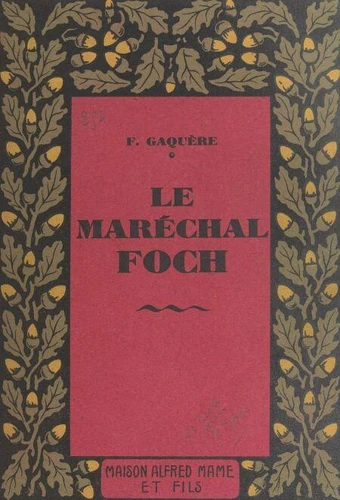 F. GAQUÈRE
LE
MARÉCHAL
FOCH
MAISON ALFRED MAME
ET FILS